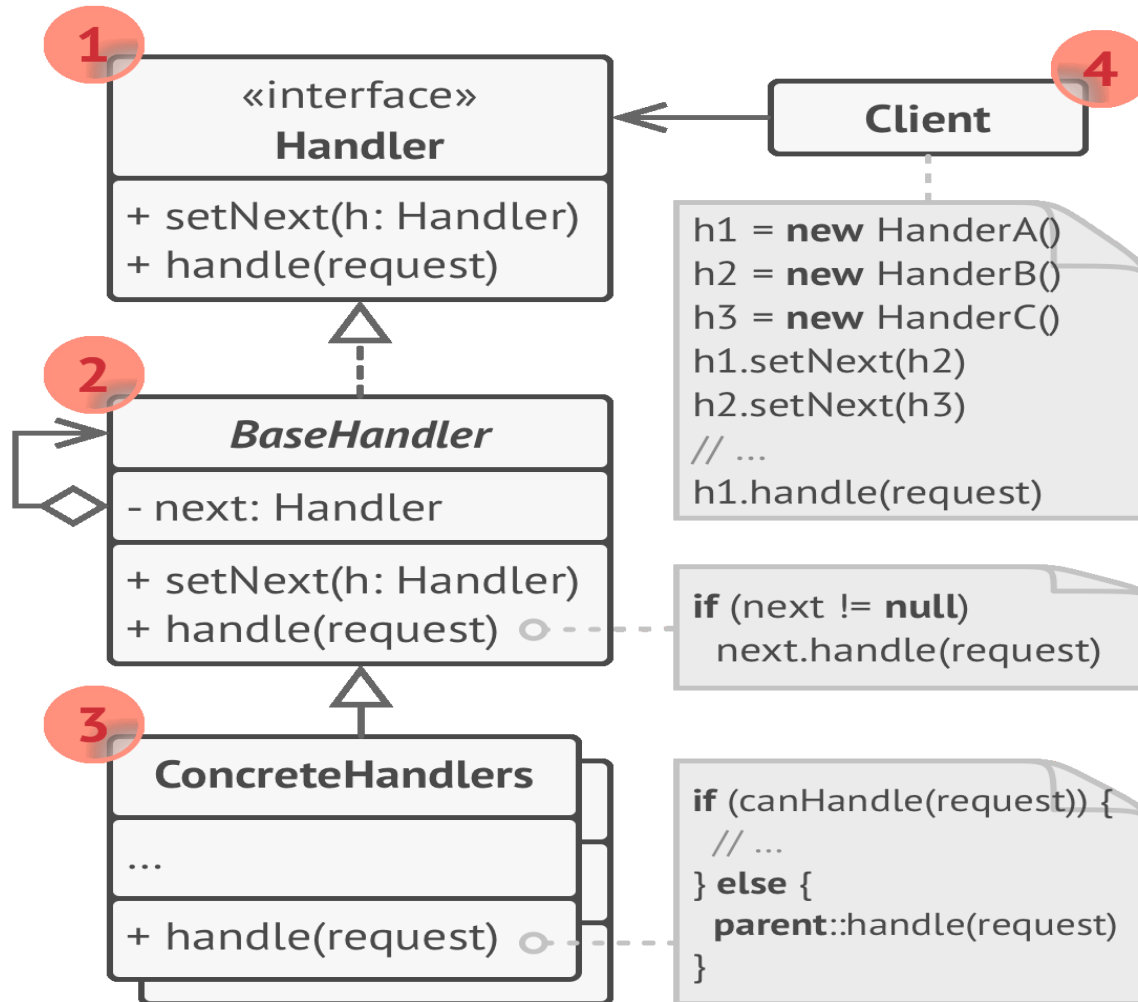 1
«interface»
Handler
+ setNext(h: Handler)
+ handle(request)
4
Client
h1 = new HanderA()
h2 = new HanderB()
h3 = new HanderC()
h1.setNext(h2)
h2.setNext(h3)
// ...
h1.handle(request)
2
BaseHandler
- next: Handler
+ setNext(h: Handler)
+ handle(request)
if (next != null)
next.handle(request)
3
ConcreteHandlers
...
+ handle(request)
if (canHandle(request)) {
// ...
} else {
parent::handle(request)
}